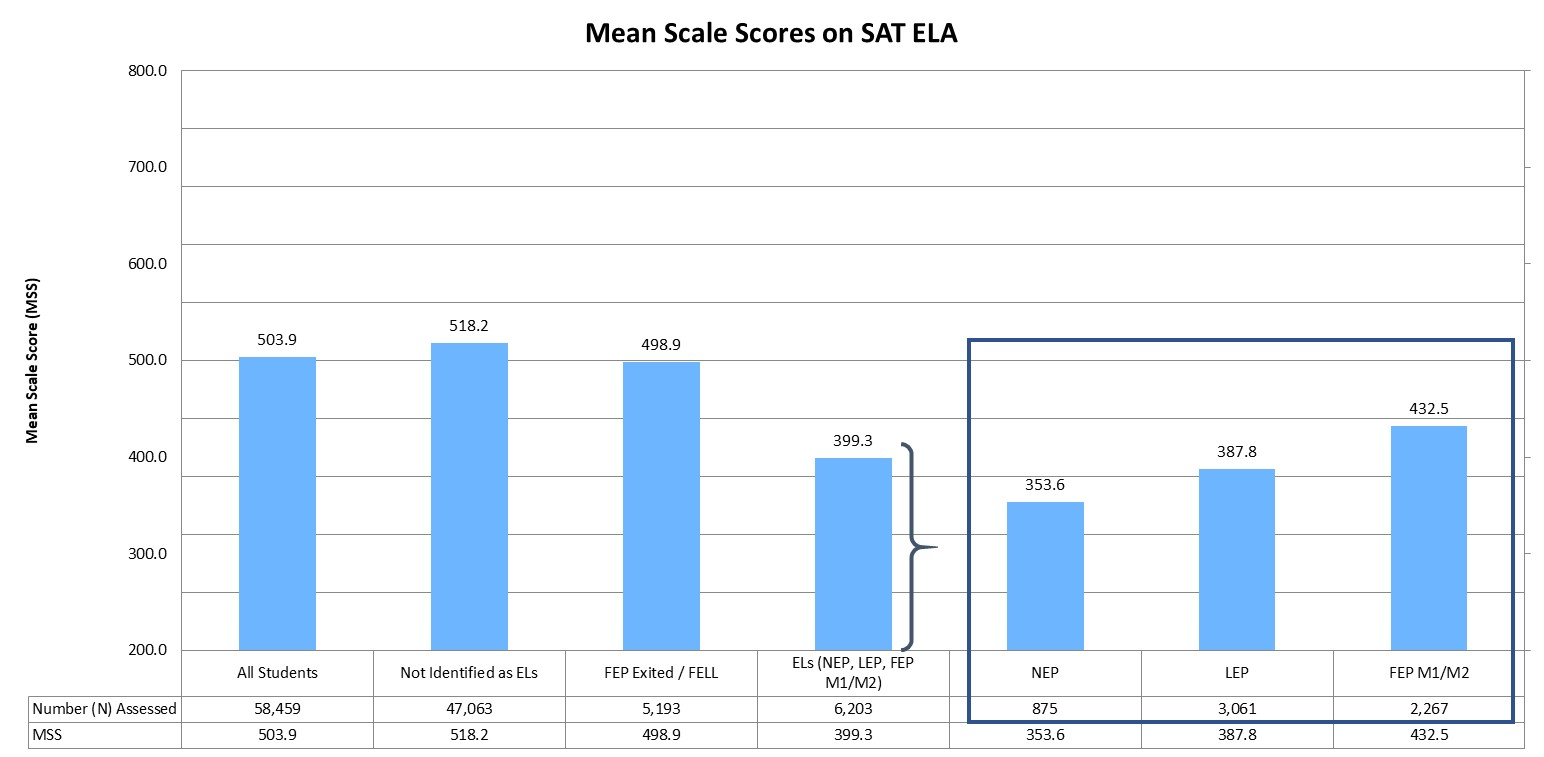 Mean Scale Scores on SAT ELA
Mean Scale Score (MSS)
800.0
700.0
600.0
500.0
400.0
300.0
200.0
503.9
518.2
498.9
399.3
353.6
387.8
432.5
All Students Not Identified as ELs FEP Exited / FELL ELs (NEP, LEP, FEP
M1/M2) NEP LEP FEP M1/M2
Number (N) Assessed 58,459 47,063 5,193 6,203 875 3,061 2,267
MSS 503.9 518.2 498.9 399.3 353.6 387.8 432.5